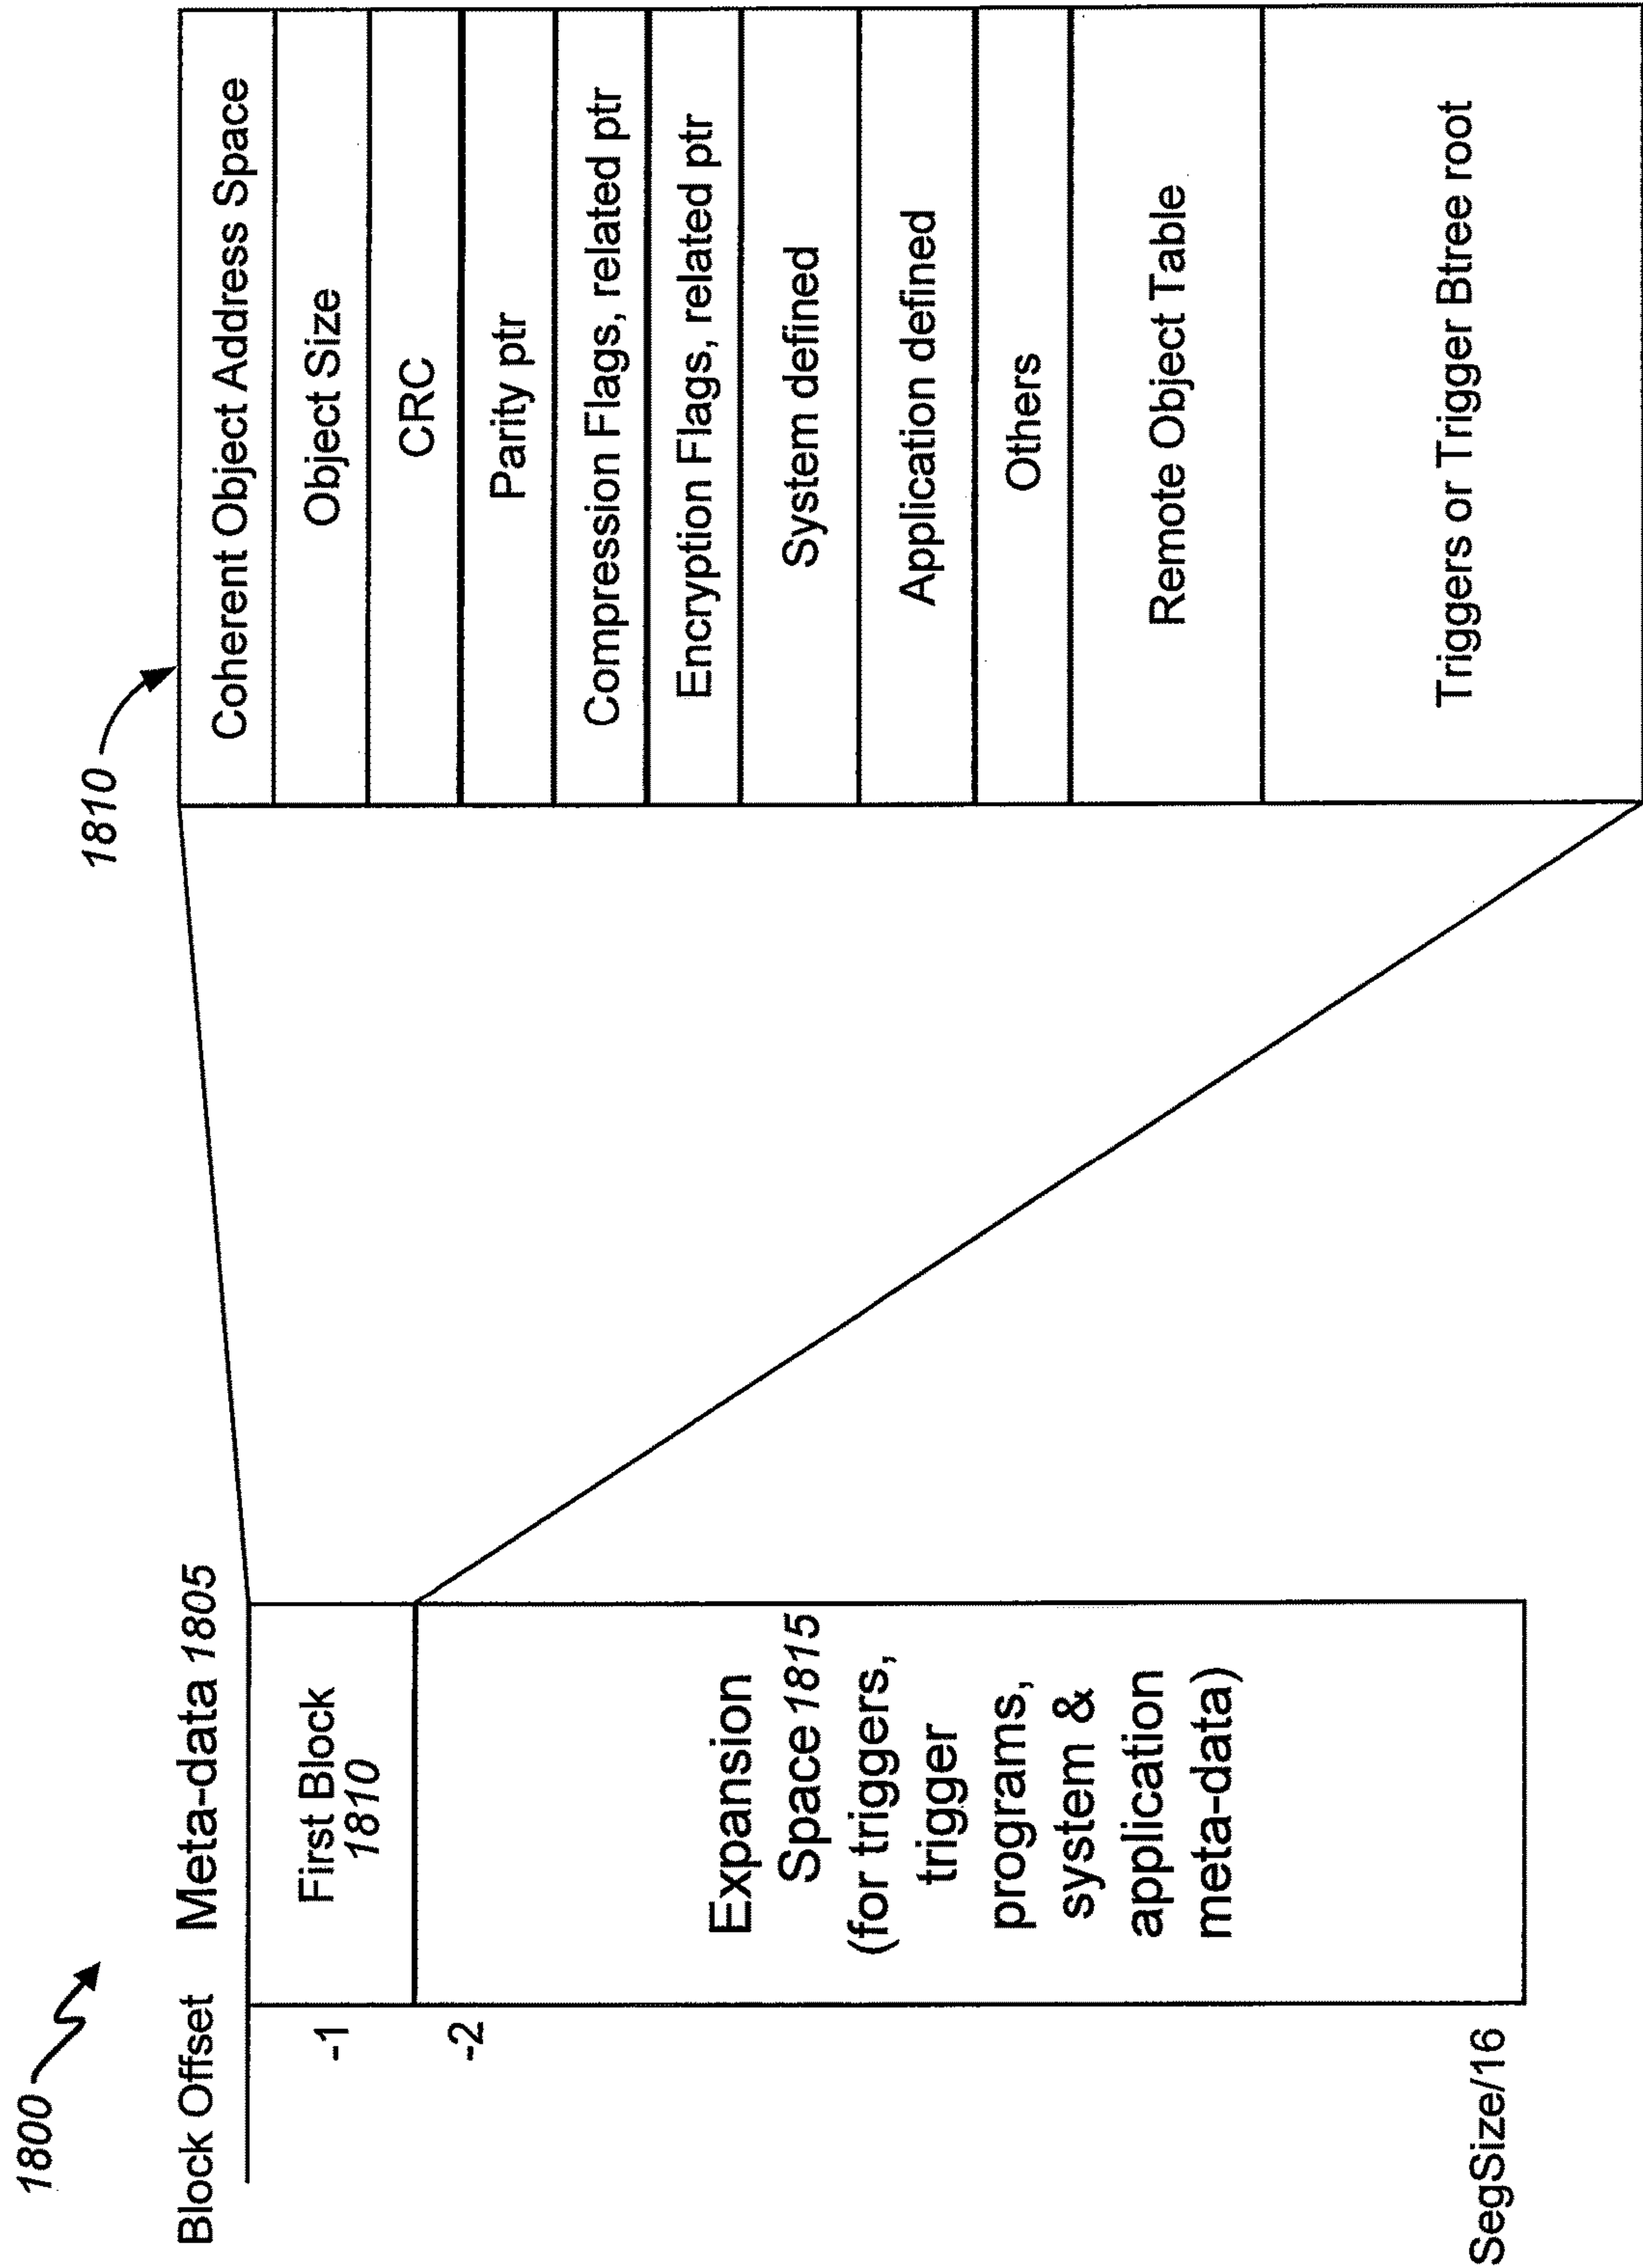 1800
Block Offset
Meta-data 1805
-1
First Block
1810
-2
Expansion
Space 1815
(for triggers,
trigger
programs,
system &
application
meta-data)
SegSize/16
1810
Coherent Object Address Space
Object Size
CRC
Parity ptr
Compression Flags, related ptr
Encryption Flags, related ptr
System defined
Application defined
Others
Remote Object Table
Triggers or Trigger Btree root